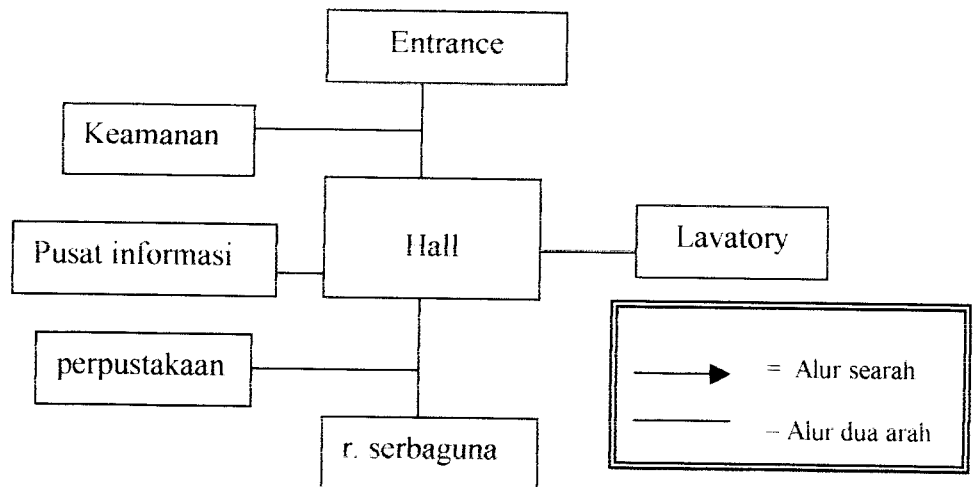 Entrance
Keamanan
Hall
Lavatory
Pusat informasi
perpustakaan
r. serbaguna
= Alur searah
– Alur dua arah